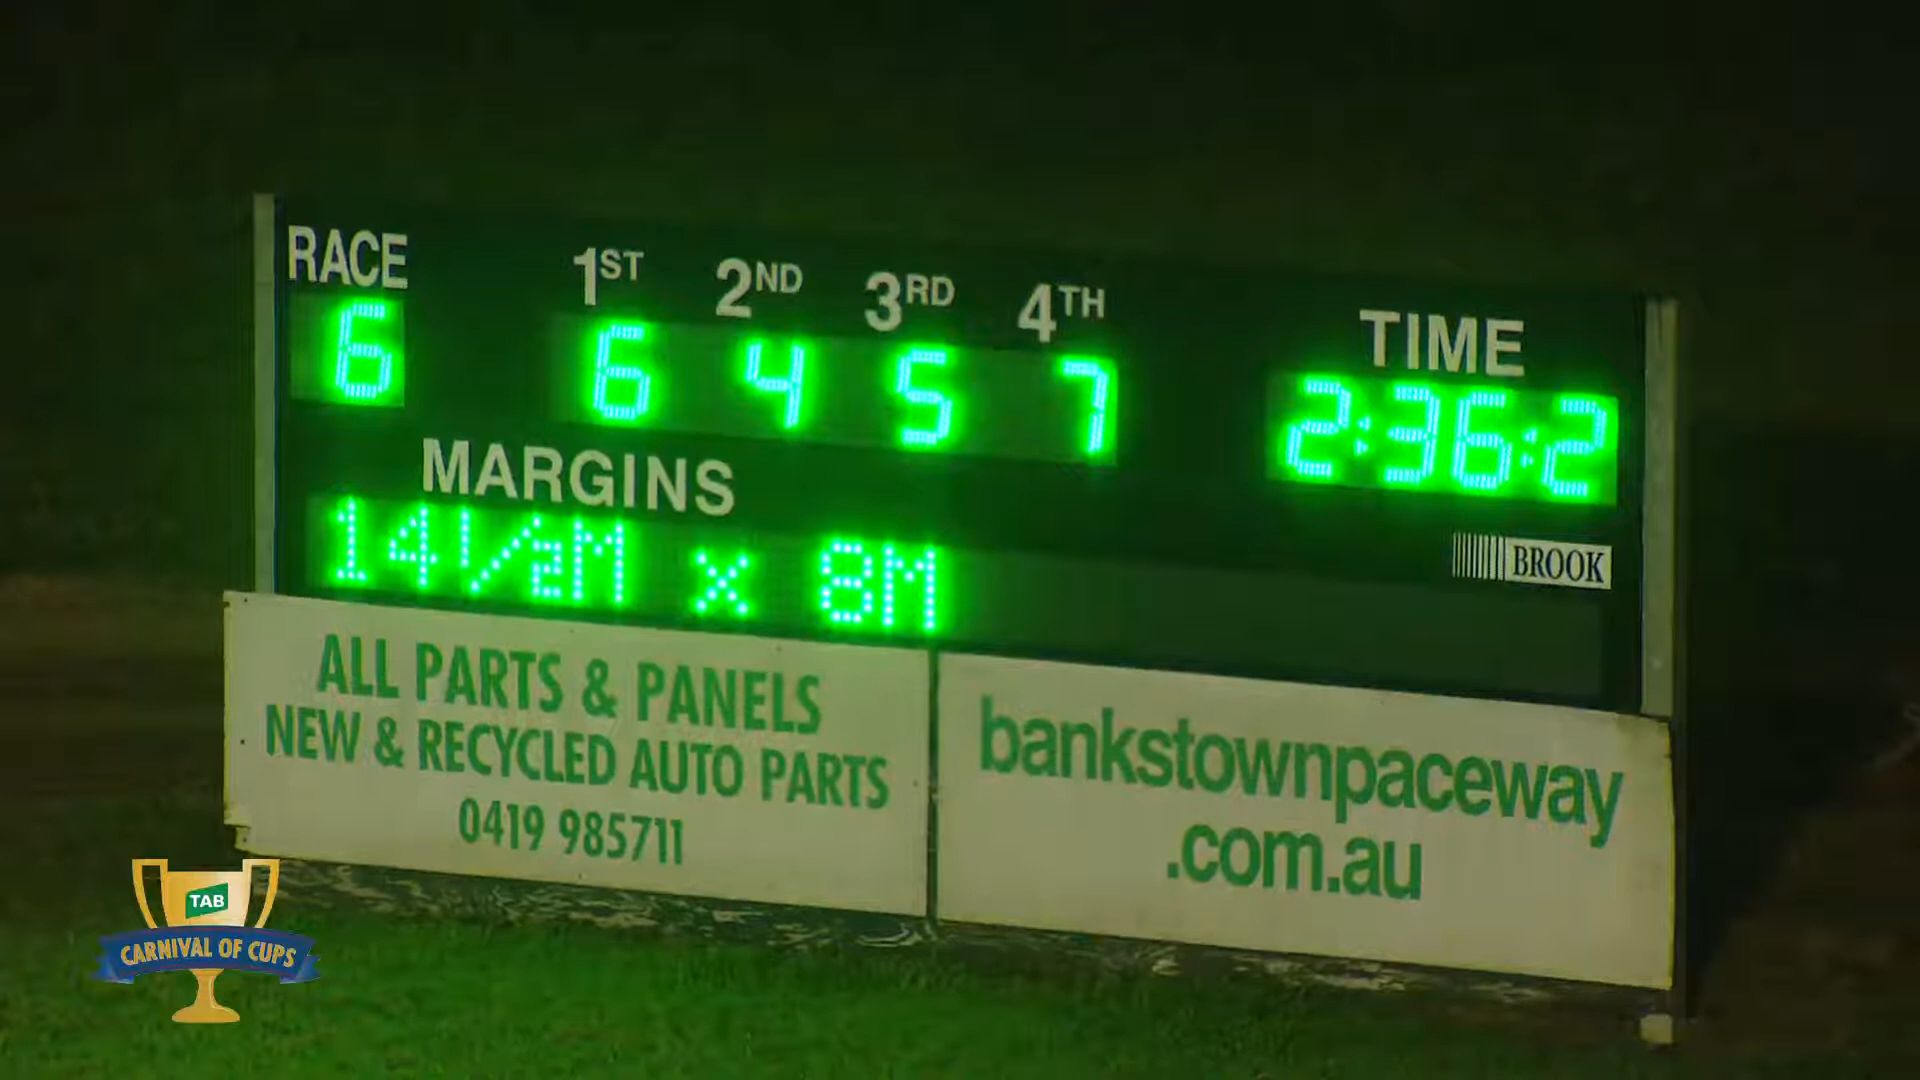 RACE 1ST 2ND 3RD 4TH TIME
6 6 4 5 7 2:36:2
MARGINS
14½M x 8M
BROOK
ALL PARTS & PANELS
NEW & RECYCLED AUTO PARTS
0419 985711
bankstownpaceway
.com.au
TAB
CARNIVAL OF CUPS